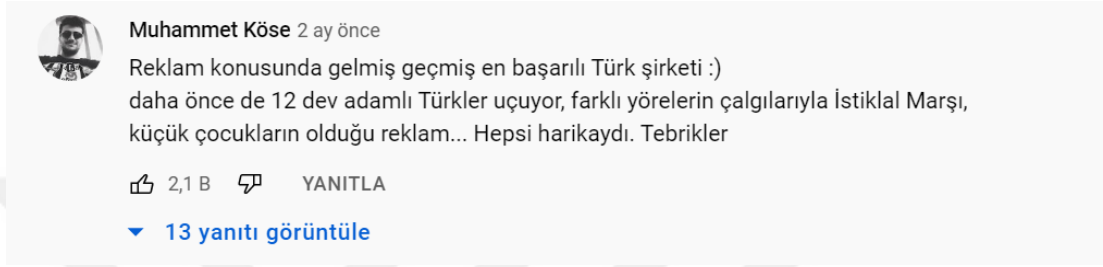 Muhammet Köse 2 ay önce
Reklam konusunda gelmiş geçmiş en başarılı Türk şirketi :)
daha önce de 12 dev adamlı Türkler uçuyor, farklı yörelerin çalgılarıyla İstiklal Marşı,
küçük çocukların olduğu reklam... Hepsi harikaydı. Tebrikler
2,1 B YANITLA
13 yanıtı görüntüle